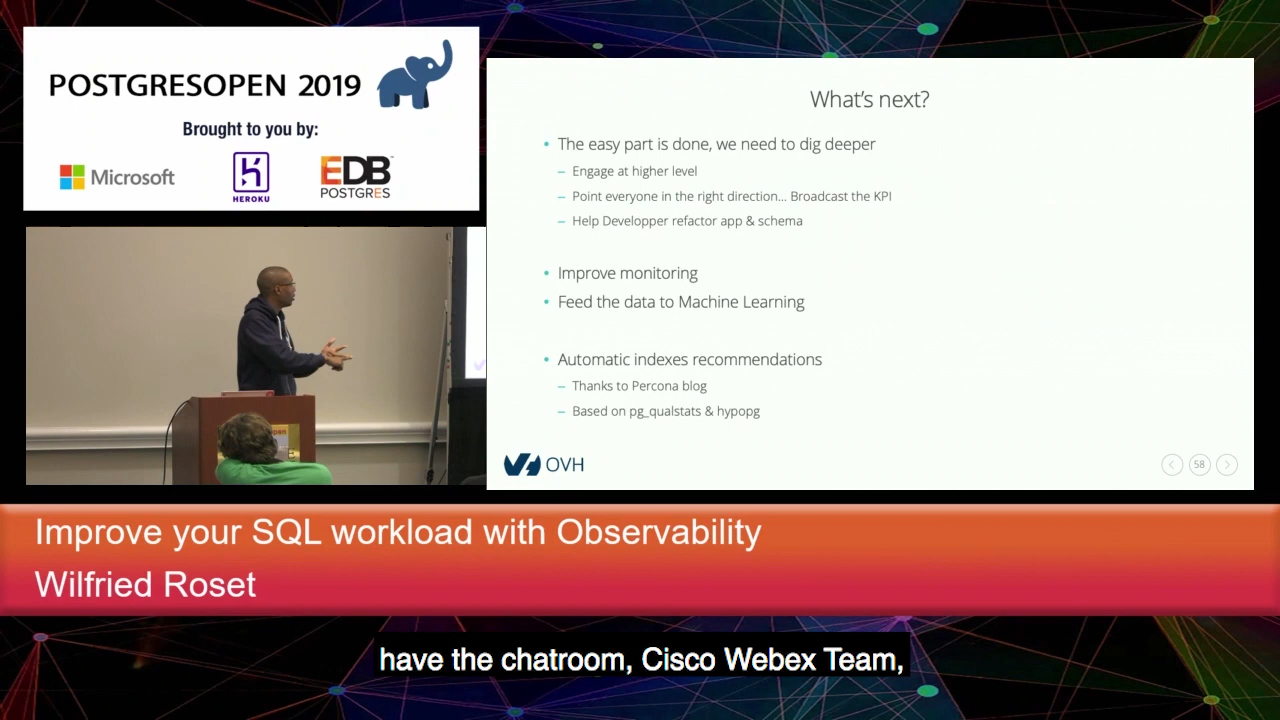 POSTGRESOPEN 2019
Brought to you by:
Microsoft
HEROKU
EDB
POSTGRES
What's next?
• The easy part is done, we need to dig deeper
– Engage at higher level
– Point everyone in the right direction... Broadcast the KPI
– Help Developper refactor app & schema
• Improve monitoring
• Feed the data to Machine Learning
• Automatic indexes recommendations
– Thanks to Percona blog
– Based on pg_qualstats & hypopg
OVH
58
Improve your SQL workload with Observability
Wilfried Roset
have the chatroom, Cisco Webex Team,